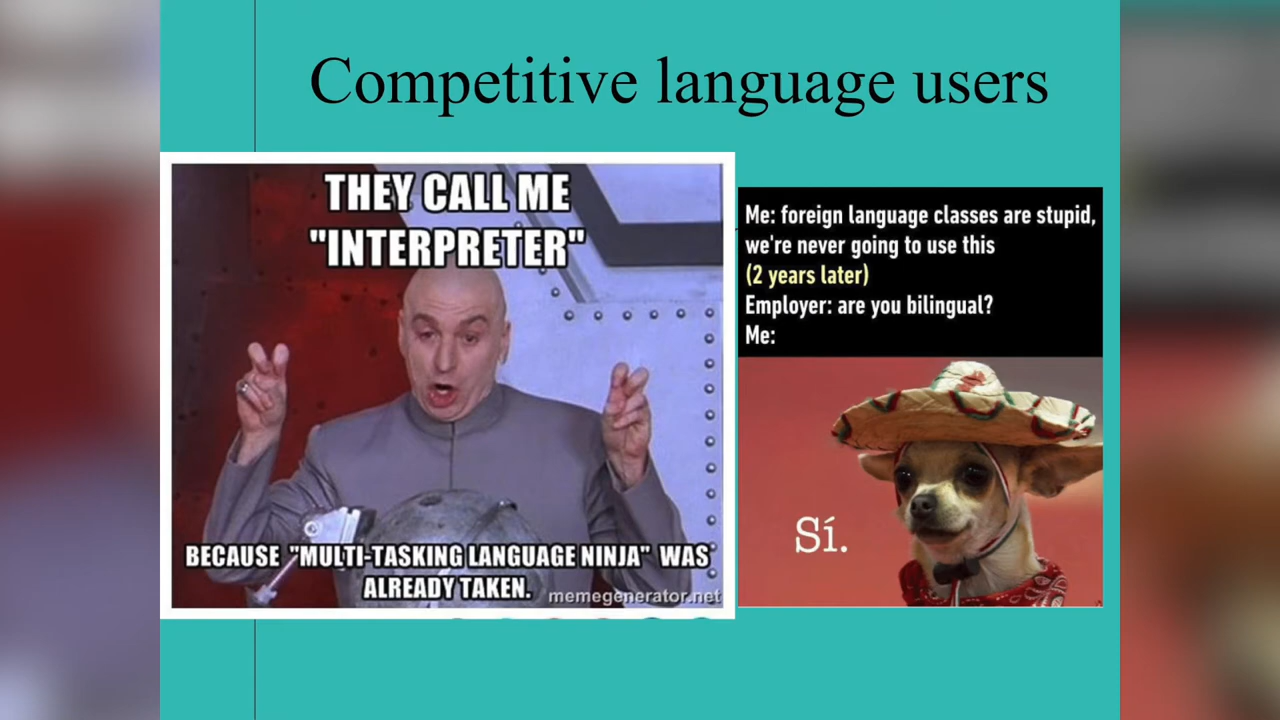 Competitive language users
THEY CALL ME
"INTERPRETER"
BECAUSE "MULTI-TASKING LANGUAGE NINJA" WAS
ALREADY TAKEN.
memegenerator.net
Me: foreign language classes are stupid,
we're never going to use this
(2 years later)
Employer: are you bilingual?
Me:
Sí.